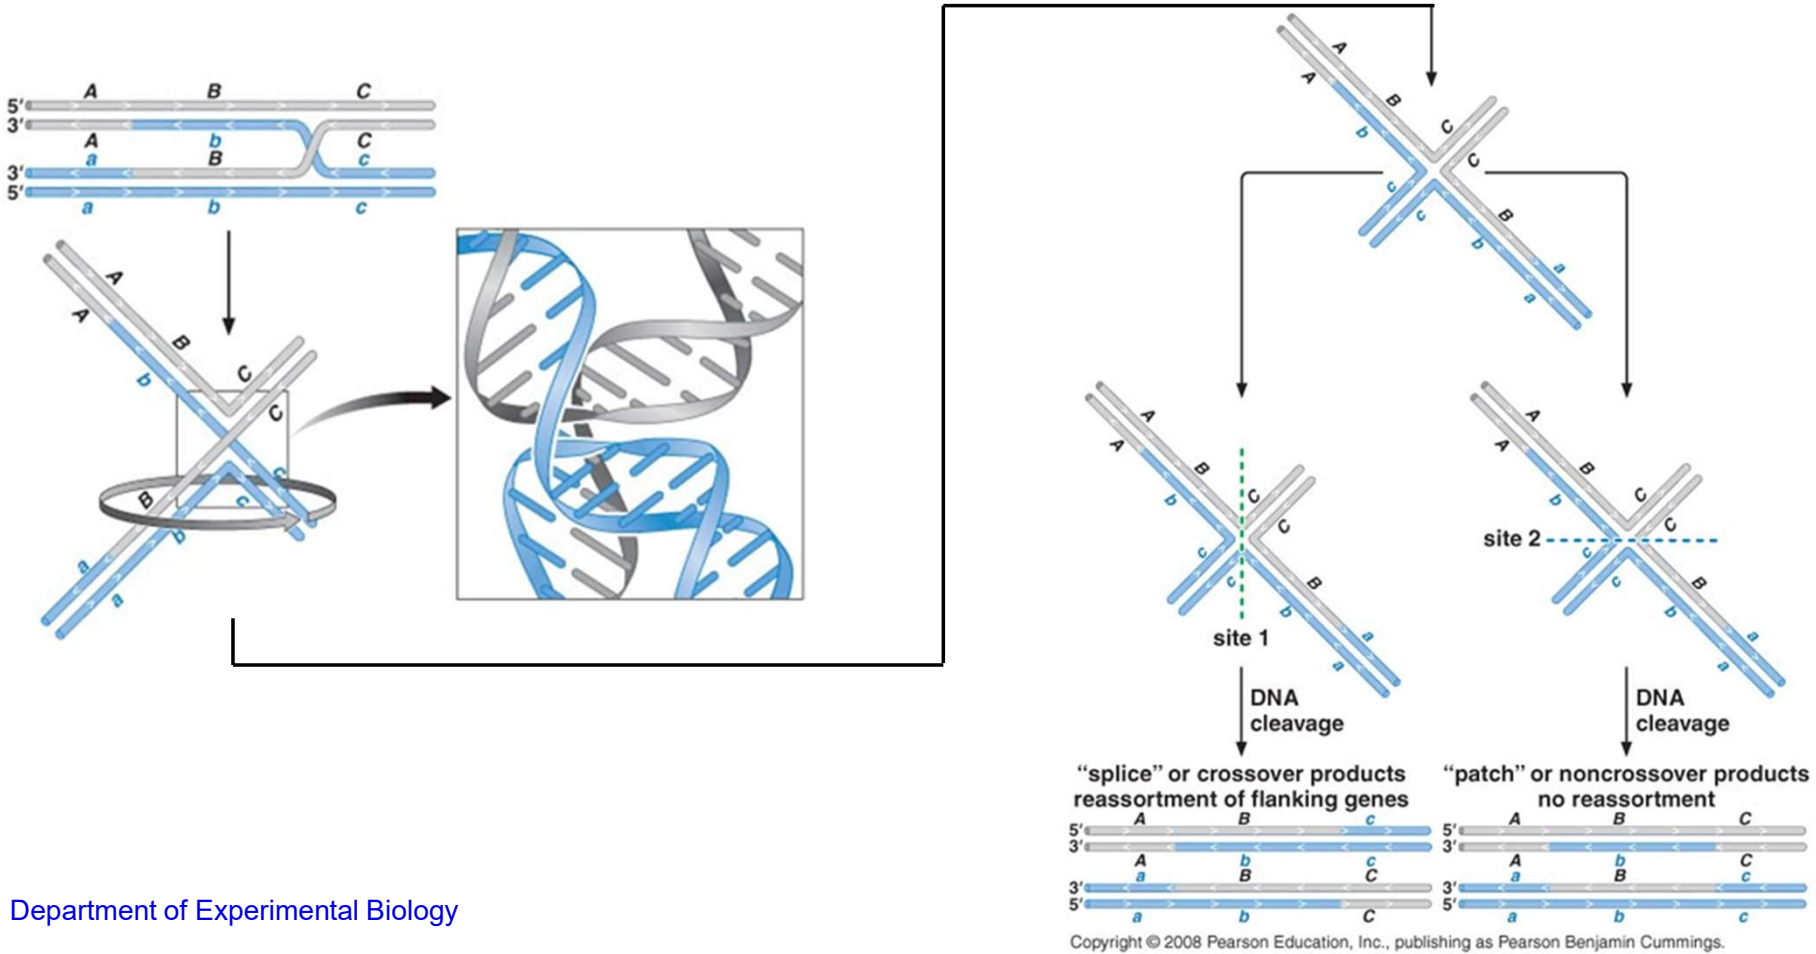 A B C
5′
3′
A b C
a B c
3′
5′
a b c
A
A
B
b
C
C
c
B
c
b
a
a
A
A
B
b
C
C
c
c
B
b
a
a
A
A
B
b
C
C
c
c
B
b
site 1
a
a
A
A
B
b
C
C
site 2
c
c
B
b
a
a
DNA
cleavage
DNA
cleavage
“splice” or crossover products
reassortment of flanking genes
A B c
5′
3′
A b c
a B C
3′
5′
a b C
“patch” or noncrossover products
no reassortment
A B C
5′
3′
A b C
a B c
3′
5′
a b c
Department of Experimental Biology
Copyright © 2008 Pearson Education, Inc., publishing as Pearson Benjamin Cummings.